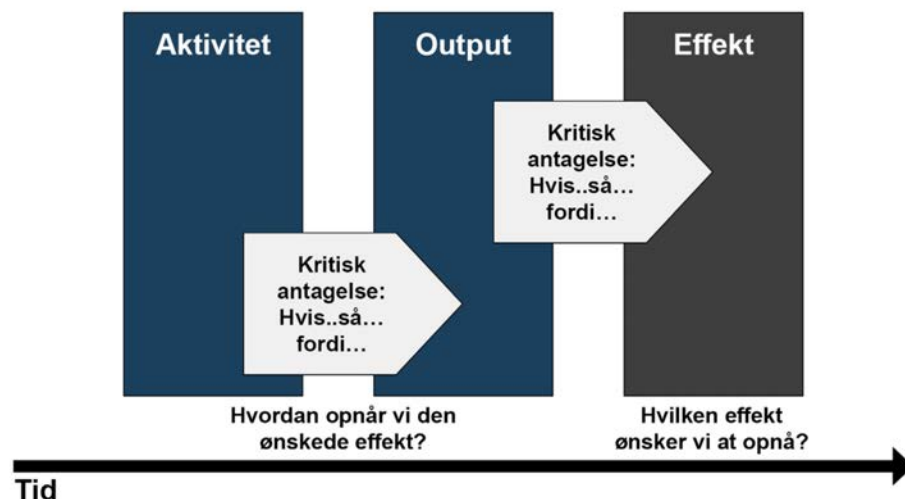 Aktivitet
Output
Effekt
Kritisk
antagelse:
Hvis..så…
fordi…
Kritisk
antagelse:
Hvis..så…
fordi…
Hvordan opnår vi den
ønskede effekt?
Hvilken effekt
ønsker vi at opnå?
Tid